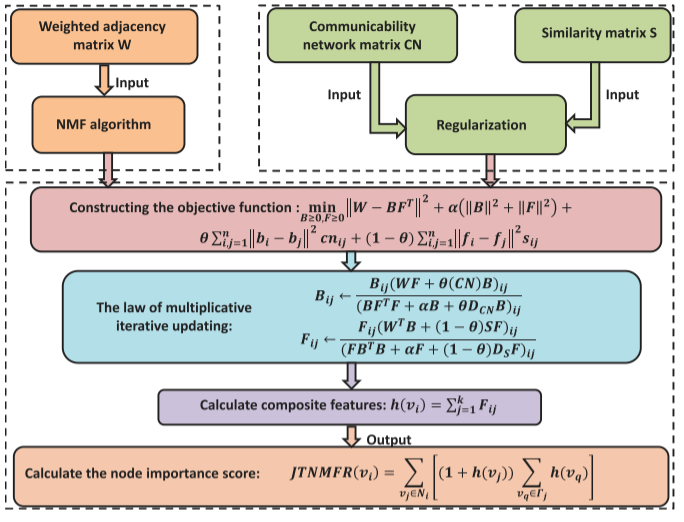 Weighted adjacency
matrix W
Input
NMF algorithm
Communicability
network matrix CN
Similarity matrix S
Input
Input
Regularization
Constructing the objective function : min_{B≥0,F≥0} ‖W − BF^T‖^2 + α(‖B‖^2 + ‖F‖^2) +
θ∑_{i,j=1}^{n}‖b_i − b_j‖^2 cn_{ij} + (1 − θ)∑_{i,j=1}^{n}‖f_i − f_j‖^2 s_{ij}
The law of multiplicative
iterative updating:
B_{ij} ← B_{ij}(WF + θ(CN)B)_{ij} / (BF^TF + αB + θD_{CN}B)_{ij}
F_{ij} ← F_{ij}(W^TB + (1 − θ)SF)_{ij} / (FB^TB + αF + (1 − θ)D_SF)_{ij}
Calculate composite features: h(v_i) = ∑_{j=1}^{k} F_{ij}
Output
Calculate the node importance score: JTNMFR(v_i) = ∑_{v_j∈N_i} [(1 + h(v_j)) ∑_{v_q∈Γ_j} h(v_q)]